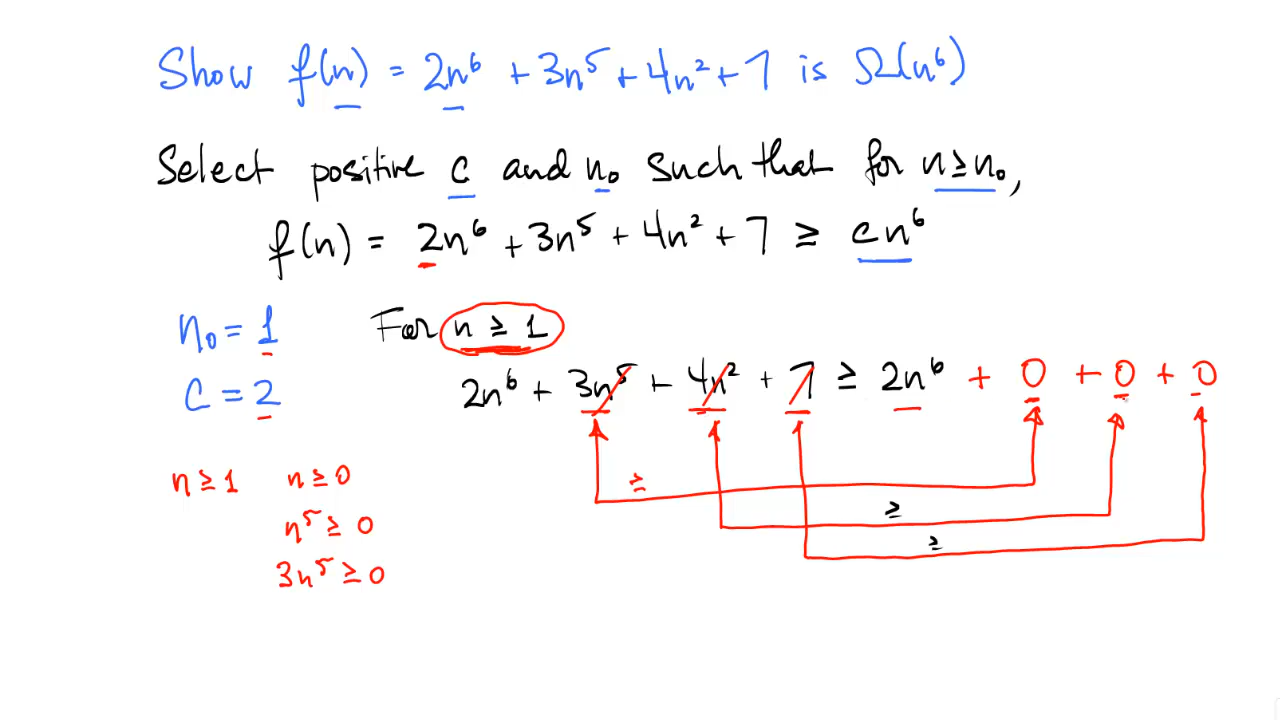 Show f(n) = 2n⁶ + 3n⁵ + 4n² + 7 is Ω(n⁶)
Select positive c and n₀ such that for n ≥ n₀,
f(n) = 2n⁶ + 3n⁵ + 4n² + 7 ≥ cn⁶
n₀ = 1 For n ≥ 1
2n⁶ + 3n⁵ + 4n² + 7 ≥ 2n⁶ + 0 + 0 + 0
c = 2
n ≥ 1 n ≥ 0
≥
≥
n⁵ ≥ 0
≥
3n⁵ ≥ 0